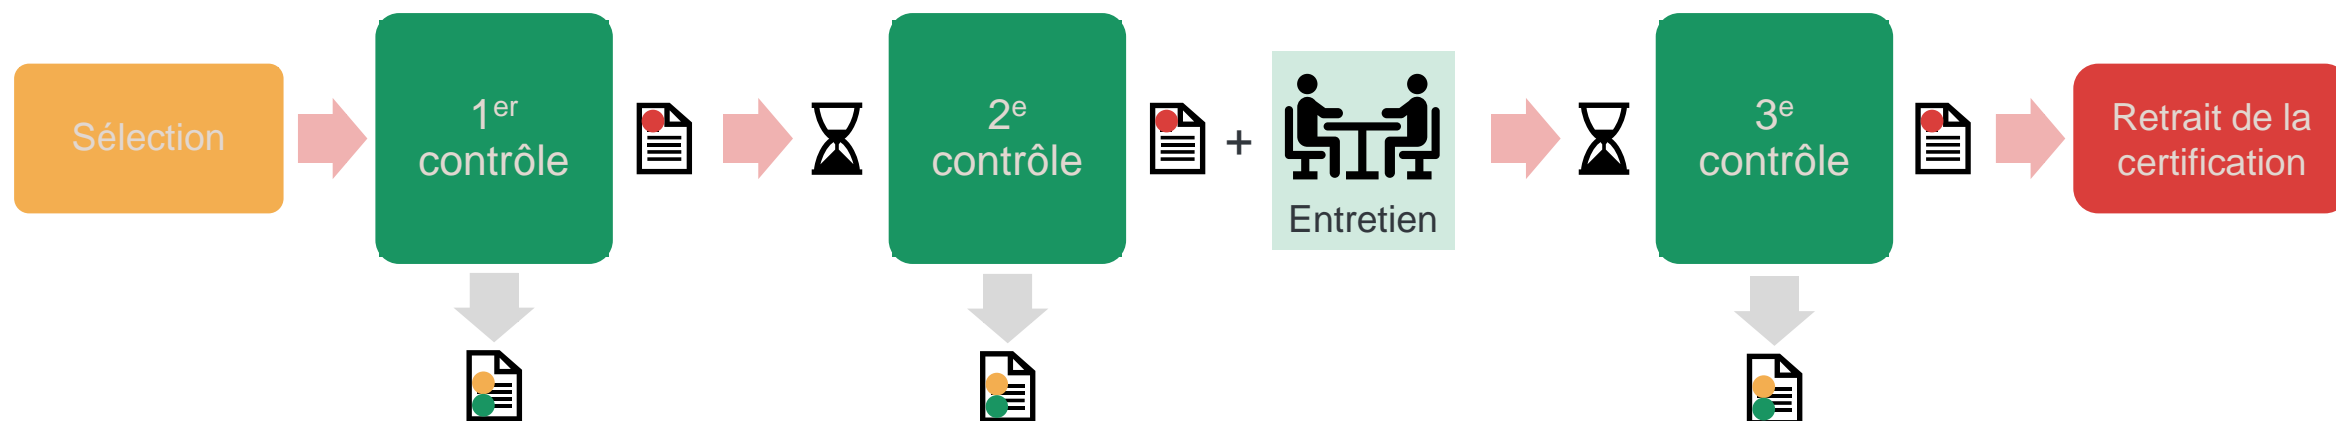 Sélection
1er
contrôle
2e
contrôle
+
Entretien
3e
contrôle
Retrait de la
certification